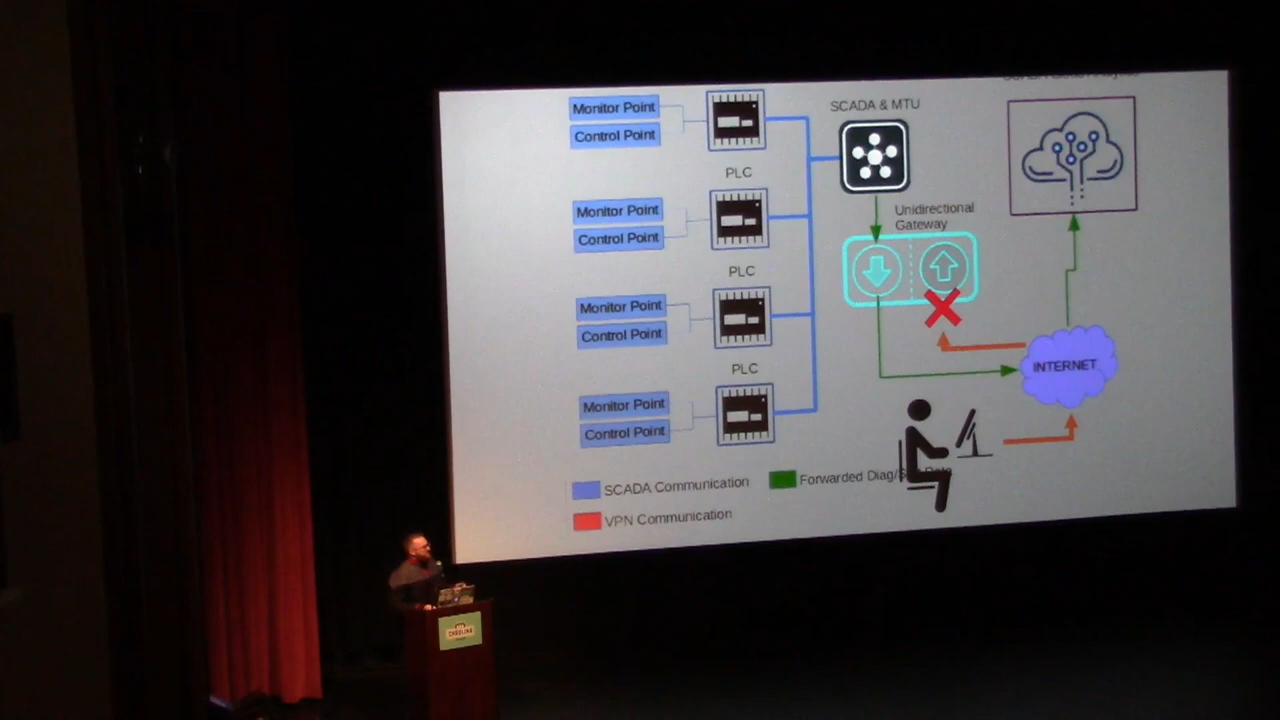 Monitor Point
Control Point
SCADA & MTU
PLC
Monitor Point
Control Point
Unidirectional
Gateway
PLC
Monitor Point
Control Point
INTERNET
PLC
Monitor Point
Control Point
SCADA Communication
Forwarded Diag/
VPN Communication
CAROLINA